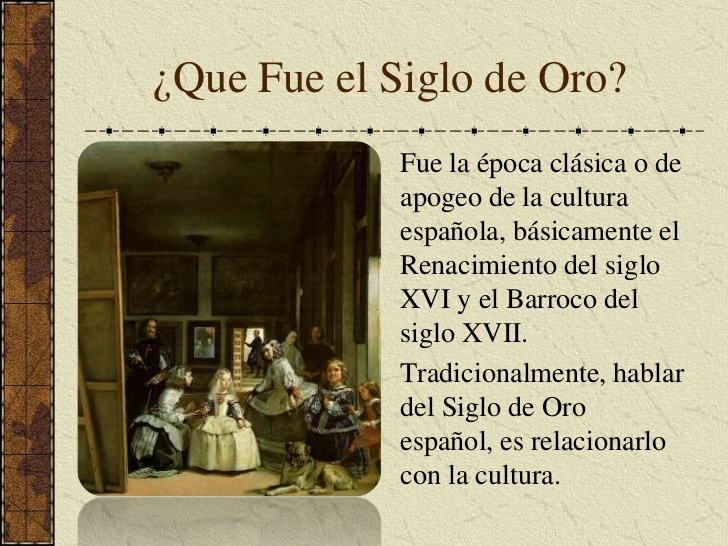 ¿Que Fue el Siglo de Oro?
Fue la época clásica o de
apogeo de la cultura
española, básicamente el
Renacimiento del siglo
XVI y el Barroco del
siglo XVII.
Tradicionalmente, hablar
del Siglo de Oro
español, es relacionarlo
con la cultura.